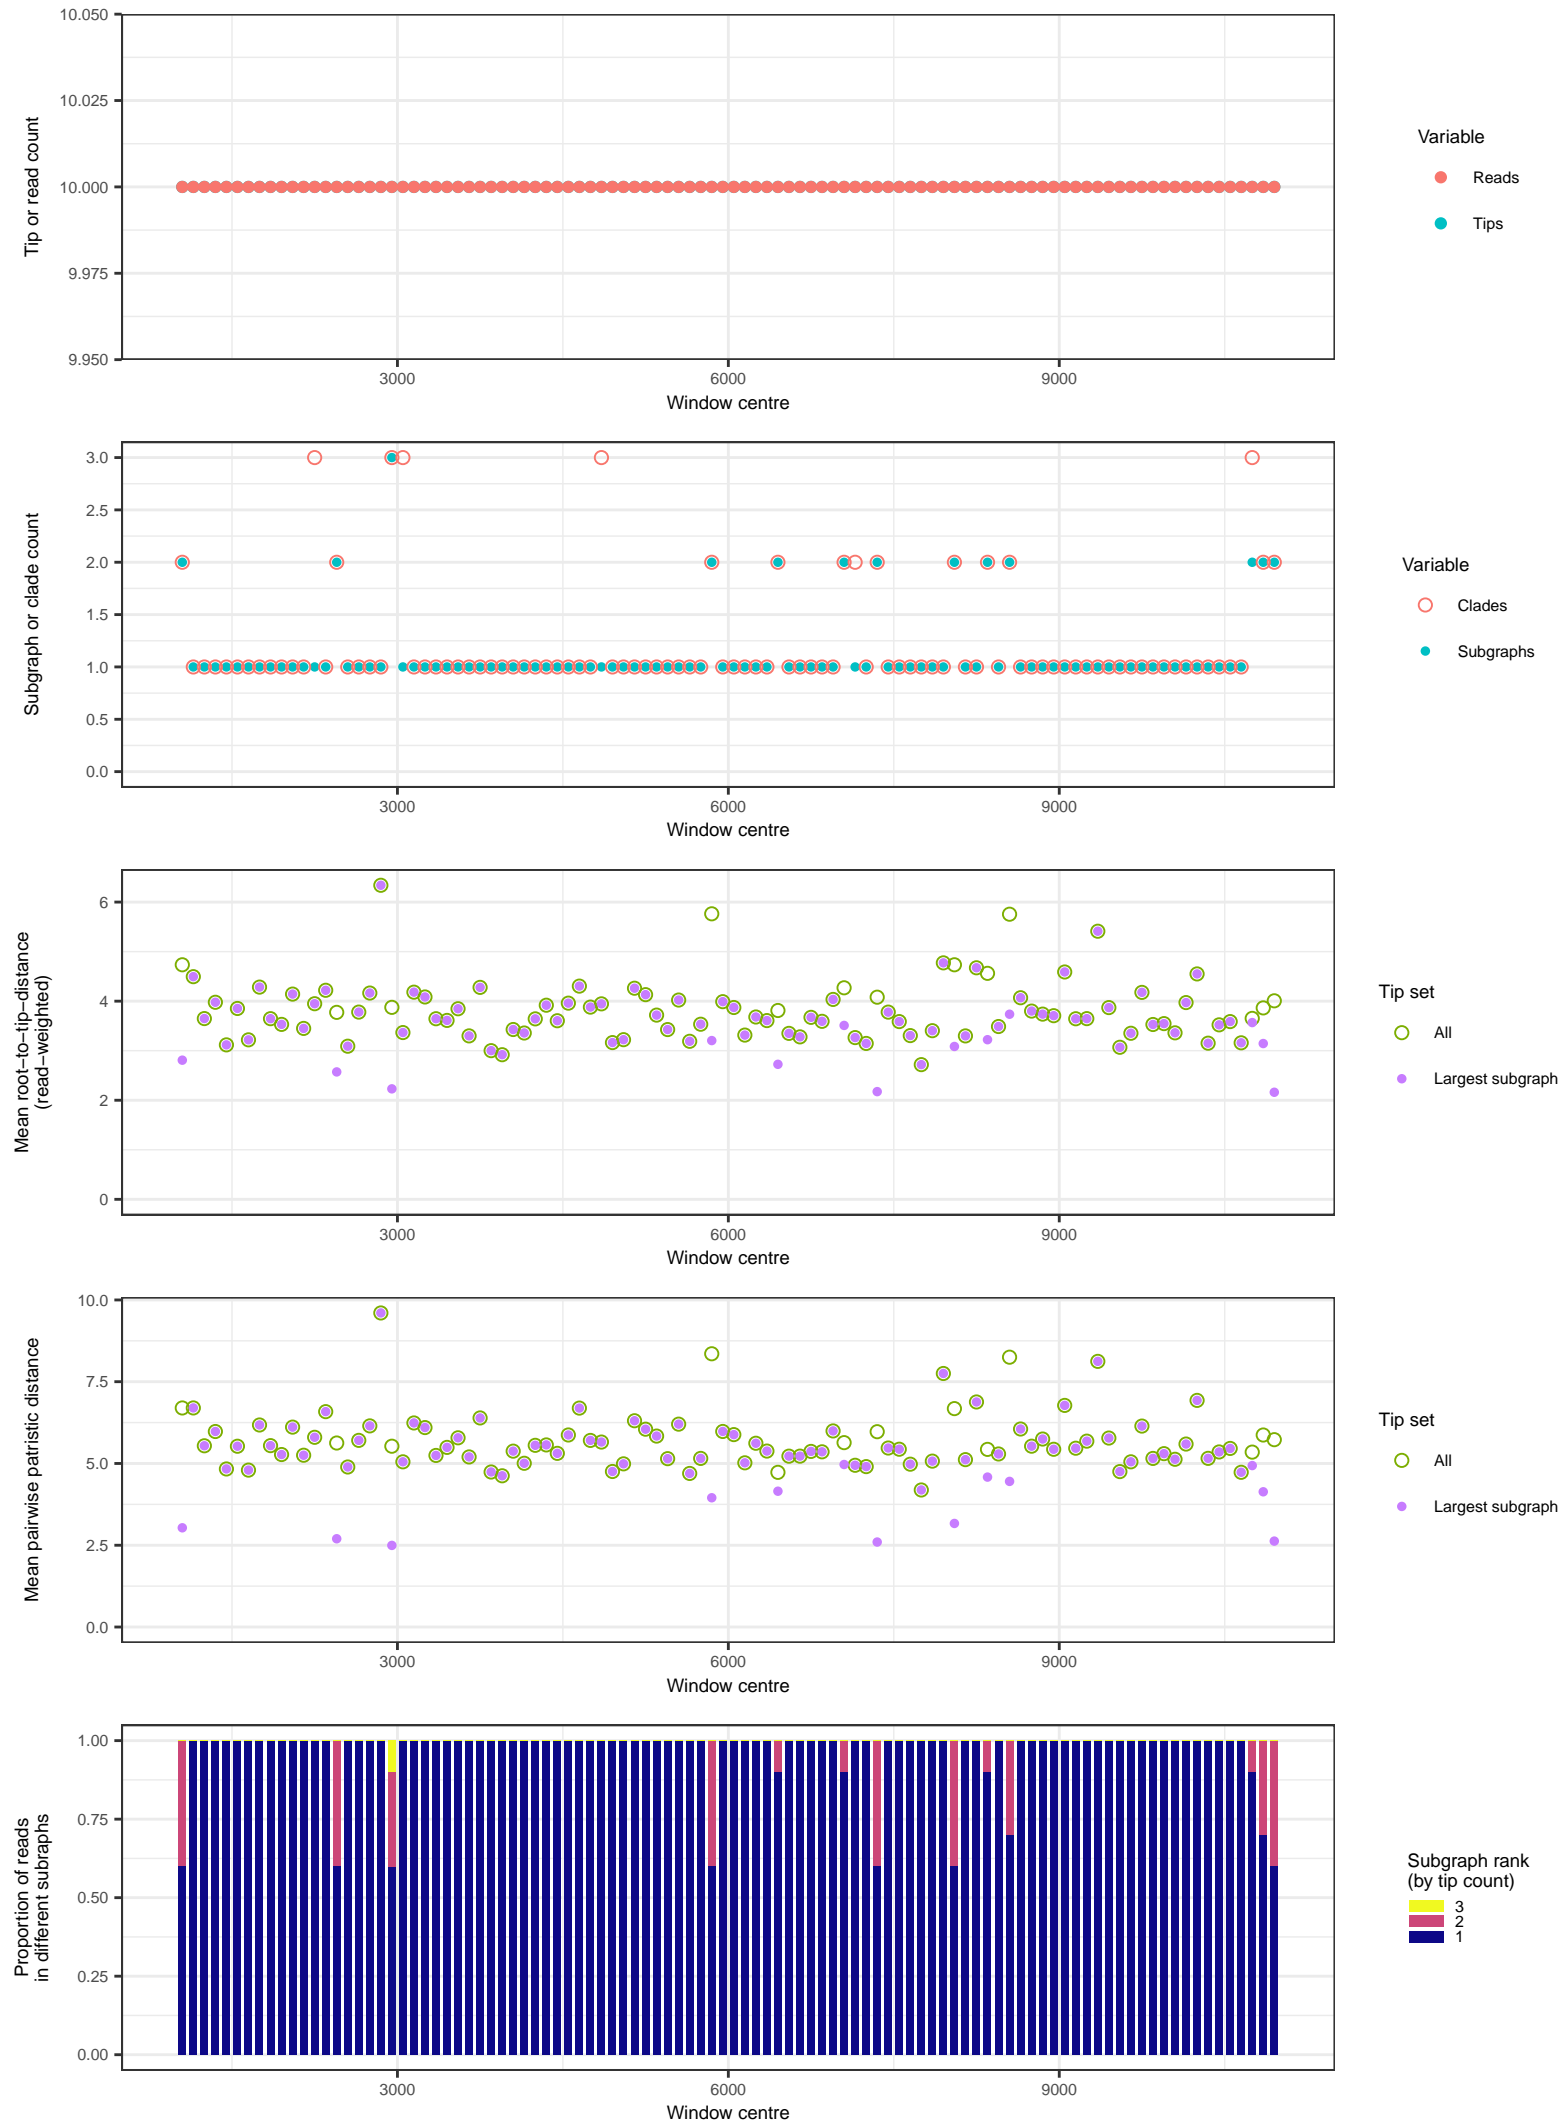 10.050
10.025
10.000
9.975
9.950
Tip or read count
3000 6000 9000
Window centre
Variable
Reads
Tips
3.0
2.5
2.0
1.5
1.0
0.5
0.0
Subgraph or clade count
3000 6000 9000
Window centre
Variable
Clades
Subgraphs
6
4
2
0
Mean root−to−tip−distance
(read−weighted)
3000 6000 9000
Window centre
Tip set
All
Largest subgraph
10.0
7.5
5.0
2.5
0.0
Mean pairwise patristic distance
3000 6000 9000
Window centre
Tip set
All
Largest subgraph
1.00
0.75
0.50
0.25
0.00
Proportion of reads
in different subraphs
3000 6000 9000
Window centre
Subgraph rank
(by tip count)
3
2
1